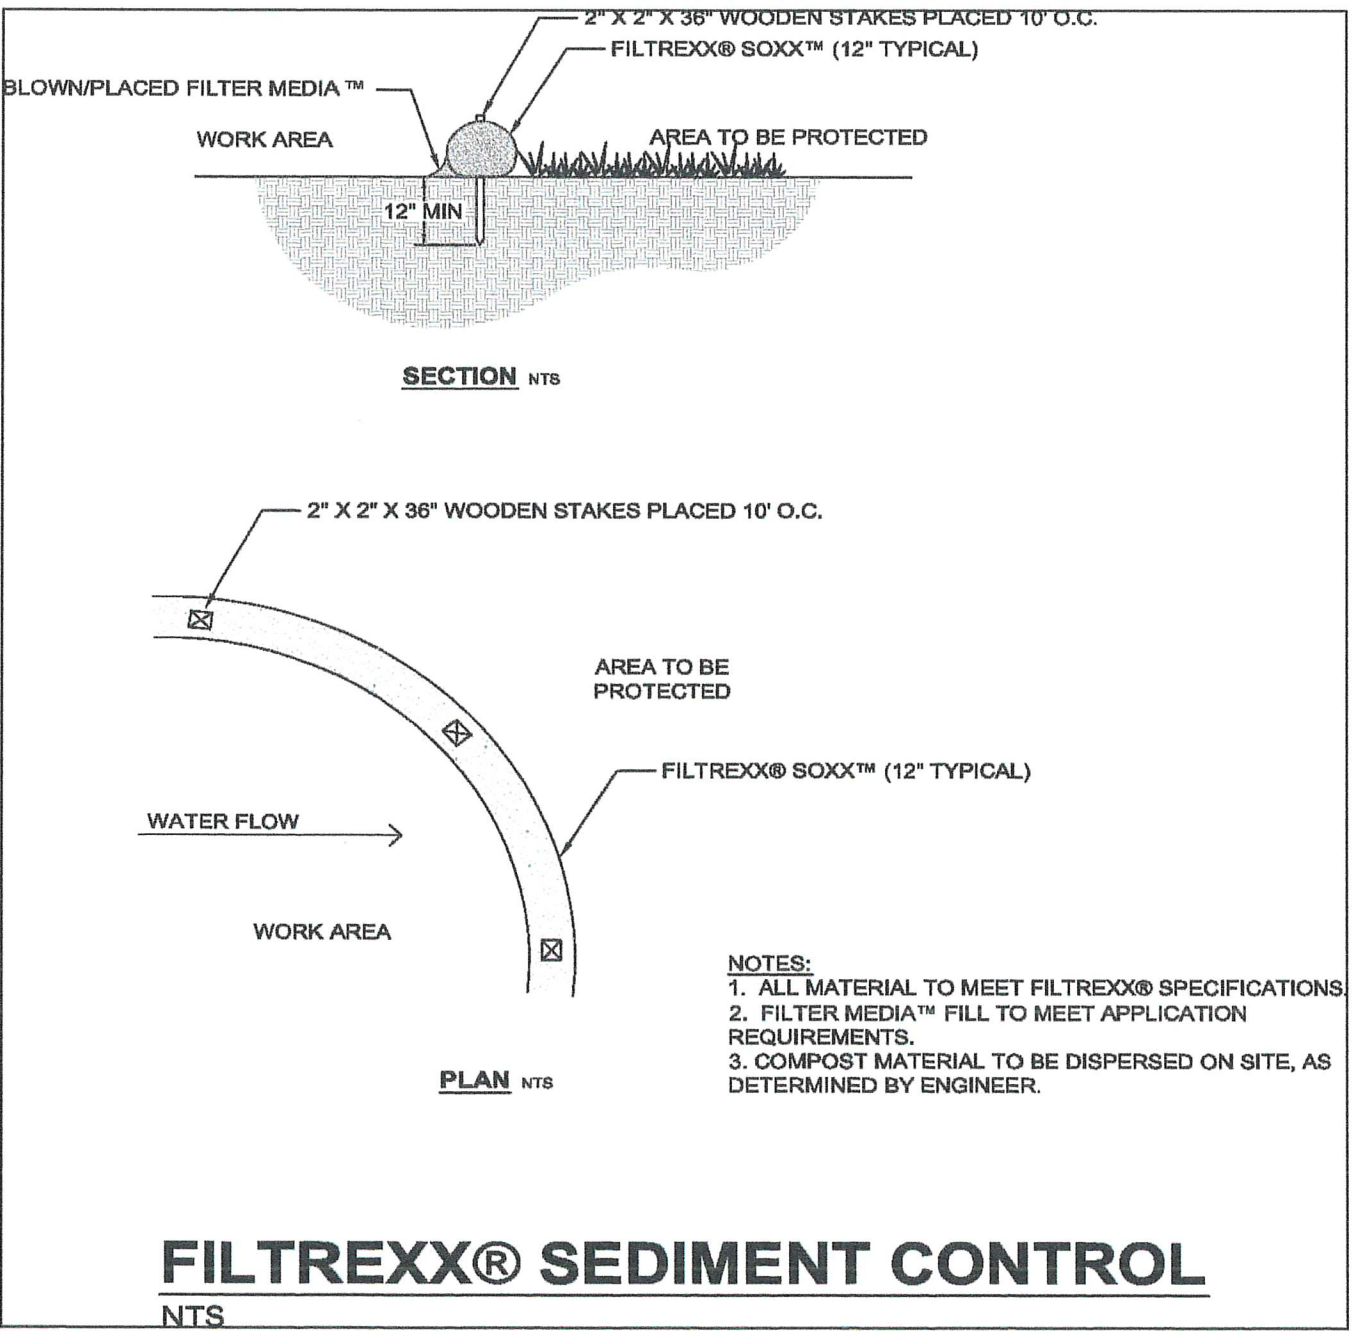 2" X 2" X 36" WOODEN STAKES PLACED 10' O.C.
FILTREXX® SOXX™ (12" TYPICAL)
BLOWN/PLACED FILTER MEDIA™
WORK AREA
AREA TO BE PROTECTED
12" MIN
SECTION NTS
2" X 2" X 36" WOODEN STAKES PLACED 10' O.C.
AREA TO BE
PROTECTED
FILTREXX® SOXX™ (12" TYPICAL)
WATER FLOW
WORK AREA
NOTES:
1. ALL MATERIAL TO MEET FILTREXX® SPECIFICATIONS.
2. FILTER MEDIA™ FILL TO MEET APPLICATION
REQUIREMENTS.
3. COMPOST MATERIAL TO BE DISPERSED ON SITE, AS
DETERMINED BY ENGINEER.
PLAN NTS
FILTREXX® SEDIMENT CONTROL
NTS